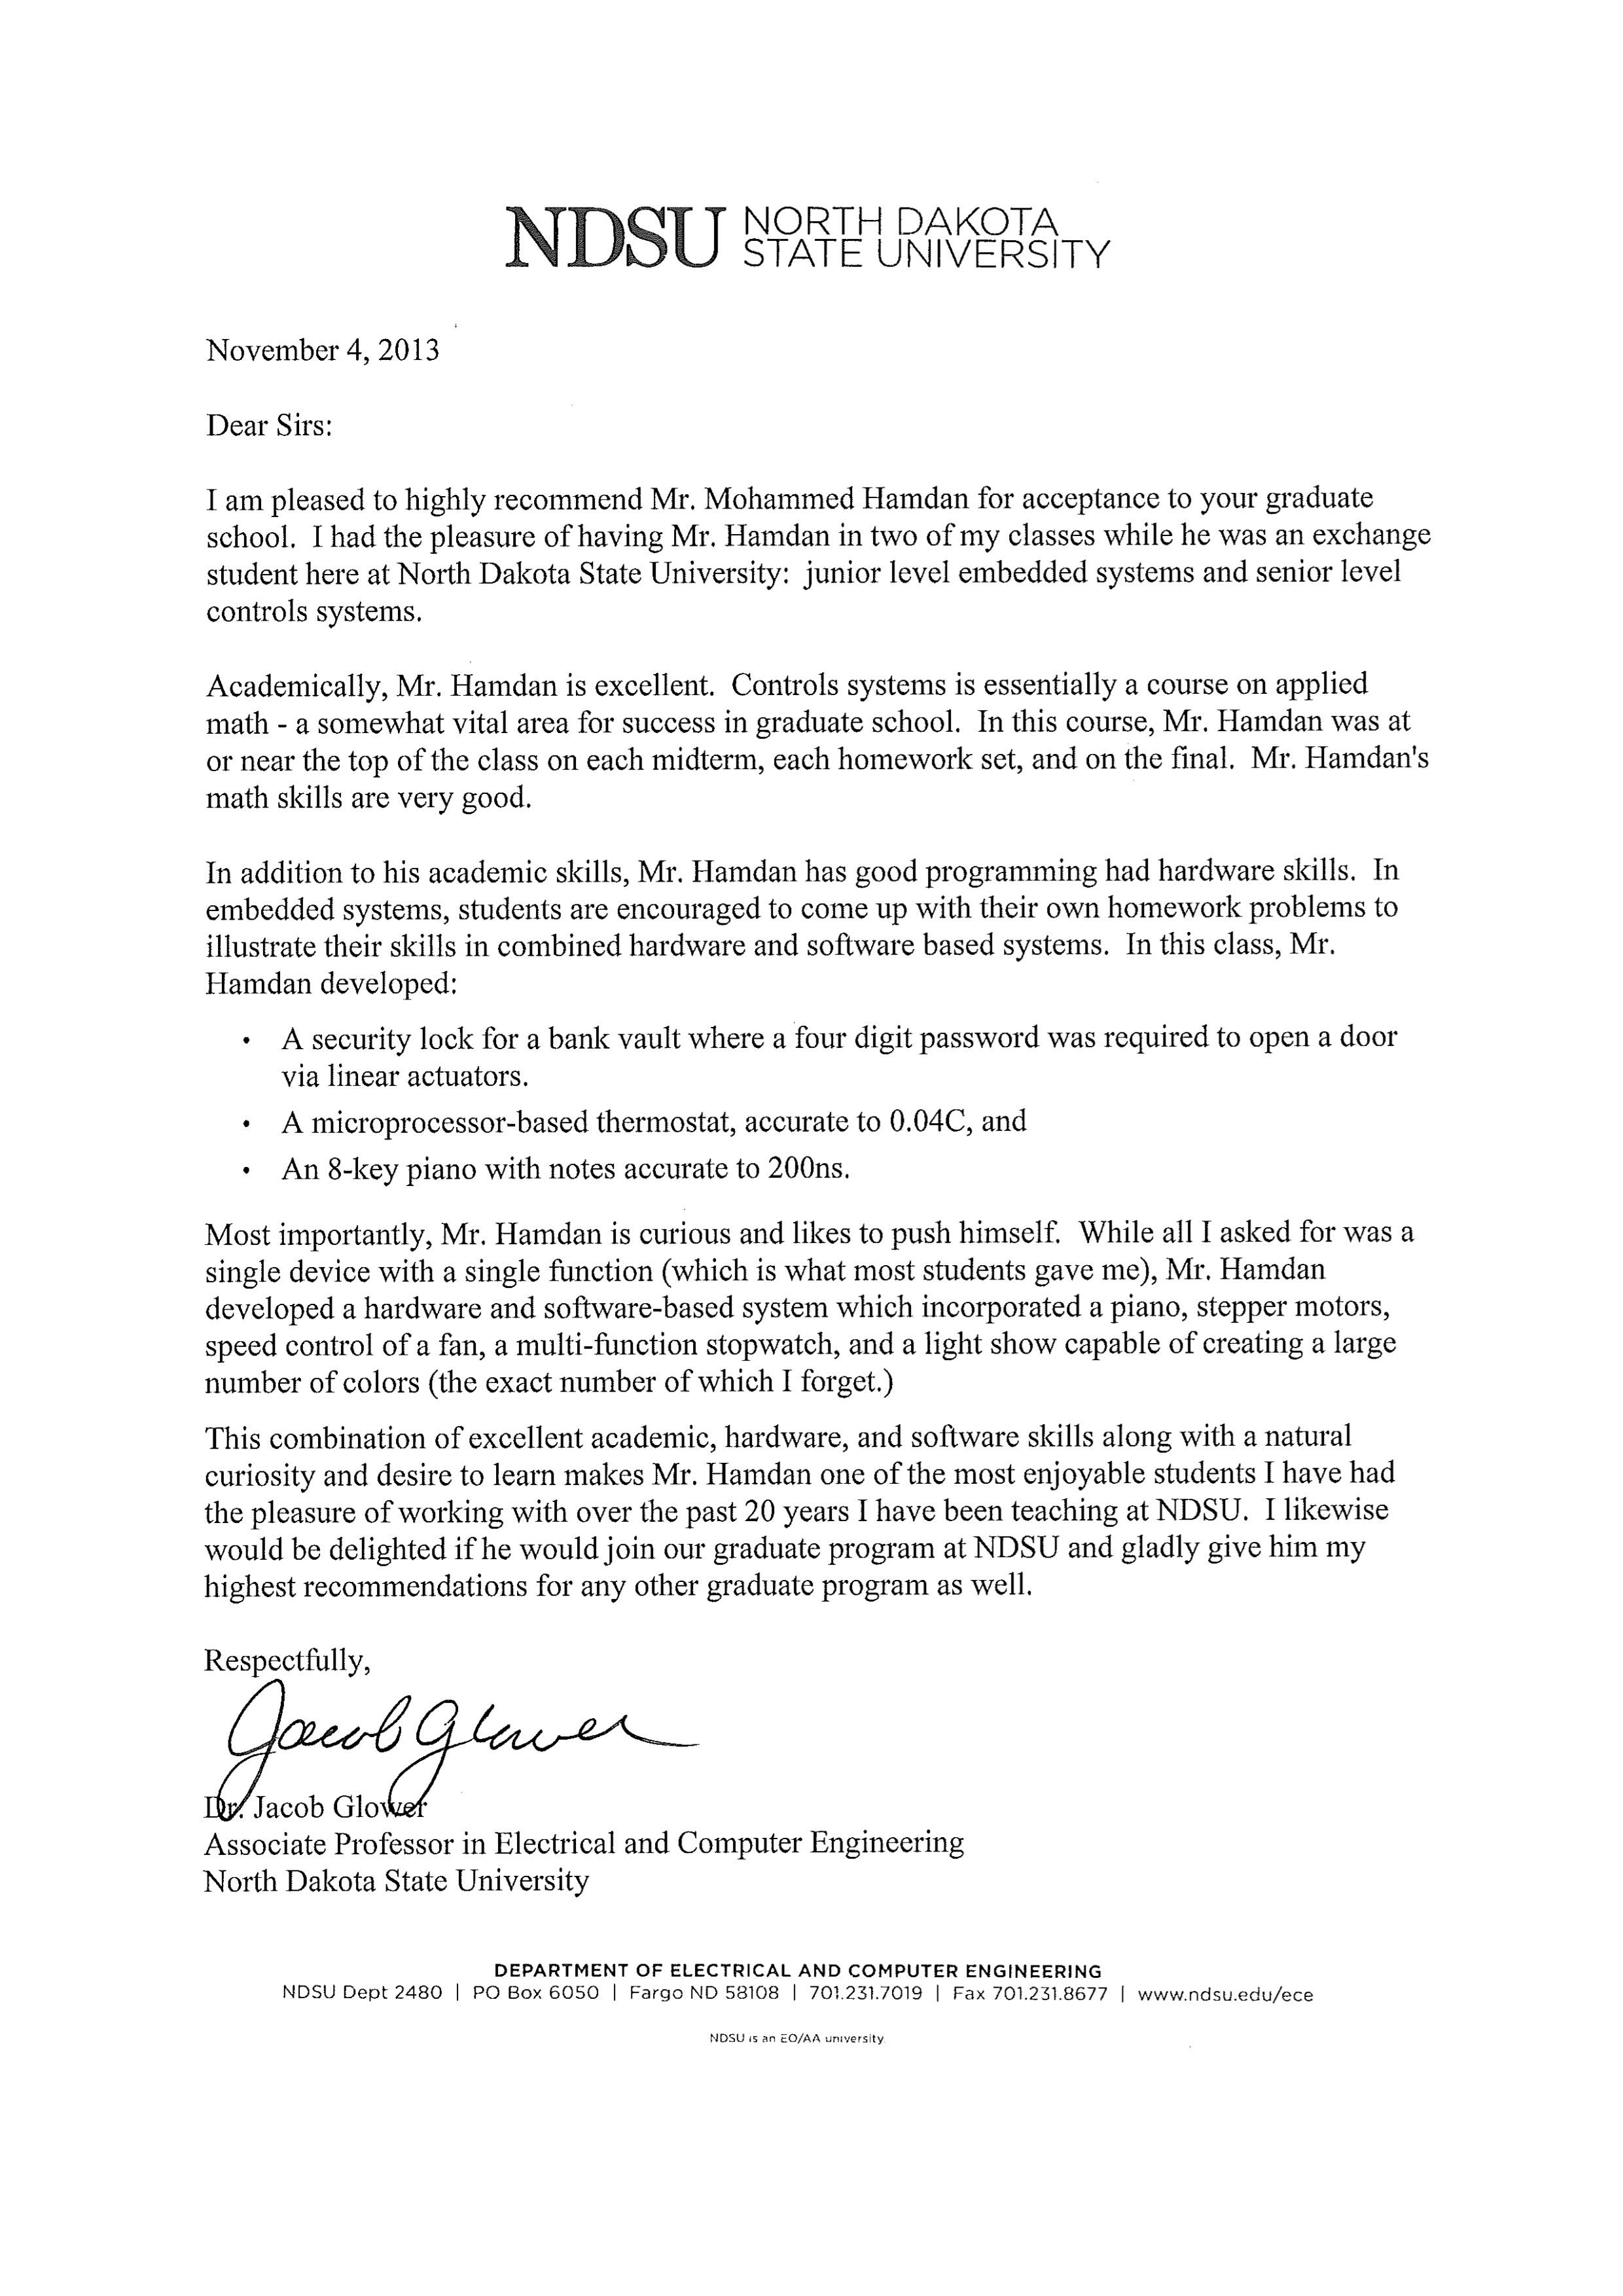 NDSU NORTH DAKOTA
STATE UNIVERSITY
November 4, 2013
Dear Sirs:
I am pleased to highly recommend Mr. Mohammed Hamdan for acceptance to your graduate
school.  I had the pleasure of having Mr. Hamdan in two of my classes while he was an exchange
student here at North Dakota State University:  junior level embedded systems and senior level
controls systems.
Academically, Mr. Hamdan is excellent.  Controls systems is essentially a course on applied
math - a somewhat vital area for success in graduate school.  In this course, Mr. Hamdan was at
or near the top of the class on each midterm, each homework set, and on the final.  Mr. Hamdan's
math skills are very good.
In addition to his academic skills, Mr. Hamdan has good programming had hardware skills.  In
embedded systems, students are encouraged to come up with their own homework problems to
illustrate their skills in combined hardware and software based systems.  In this class, Mr.
Hamdan developed:
• A security lock for a bank vault where a four digit password was required to open a door
via linear actuators.
• A microprocessor-based thermostat, accurate to 0.04C, and
• An 8-key piano with notes accurate to 200ns.
Most importantly, Mr. Hamdan is curious and likes to push himself.  While all I asked for was a
single device with a single function (which is what most students gave me), Mr. Hamdan
developed a hardware and software-based system which incorporated a piano, stepper motors,
speed control of a fan, a multi-function stopwatch, and a light show capable of creating a large
number of colors (the exact number of which I forget.)
This combination of excellent academic, hardware, and software skills along with a natural
curiosity and desire to learn makes Mr. Hamdan one of the most enjoyable students I have had
the pleasure of working with over the past 20 years I have been teaching at NDSU.  I likewise
would be delighted if he would join our graduate program at NDSU and gladly give him my
highest recommendations for any other graduate program as well.
Respectfully,
Jacob Glower
Dr. Jacob Glower
Associate Professor in Electrical and Computer Engineering
North Dakota State University
DEPARTMENT OF ELECTRICAL AND COMPUTER ENGINEERING
NDSU Dept 2480 | PO Box 6050 | Fargo ND 58108 | 701.231.7019 | Fax 701.231.8677 | www.ndsu.edu/ece
NDSU is an EO/AA university.